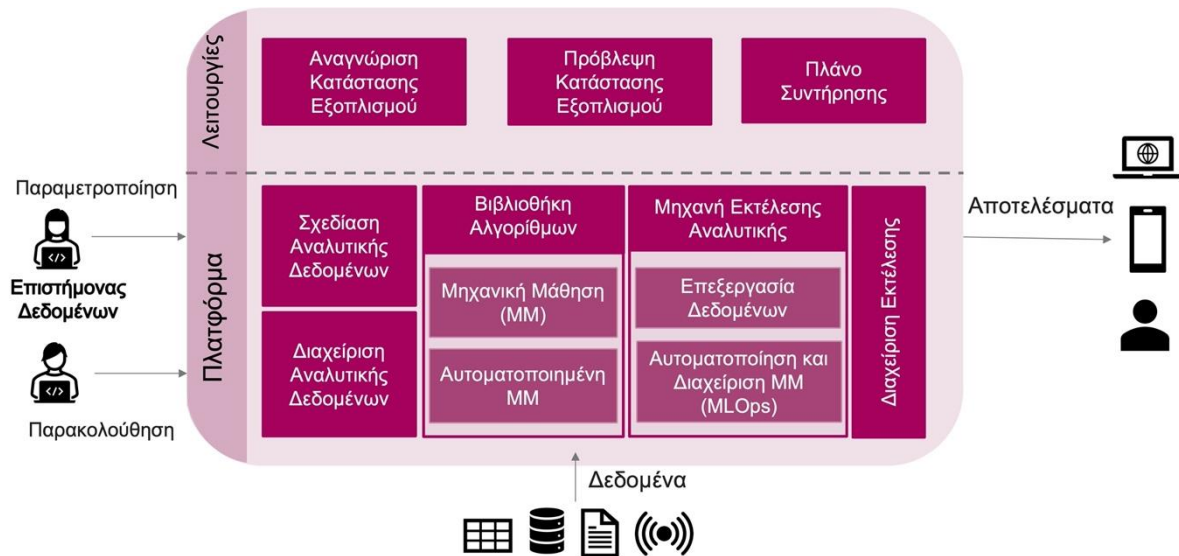 Λειτουργίες
Αναγνώριση
Κατάστασης
Εξοπλισμού
Πρόβλεψη
Κατάστασης
Εξοπλισμού
Πλάνο
Συντήρησης
Παραμετροποίηση
Επιστήμονας
Δεδομένων
Παρακολούθηση
Πλατφόρμα
Σχεδίαση
Αναλυτικής
Δεδομένων
Διαχείριση
Αναλυτικής
Δεδομένων
Βιβλιοθήκη
Αλγορίθμων
Μηχανική Μάθηση
(ΜΜ)
Αυτοματοποιημένη
ΜΜ
Μηχανή Εκτέλεσης
Αναλυτικής
Επεξεργασία
Δεδομένων
Αυτοματοποίηση και
Διαχείριση ΜΜ
(MLOps)
Διαχείριση Εκτέλεσης
Αποτελέσματα
Δεδομένα